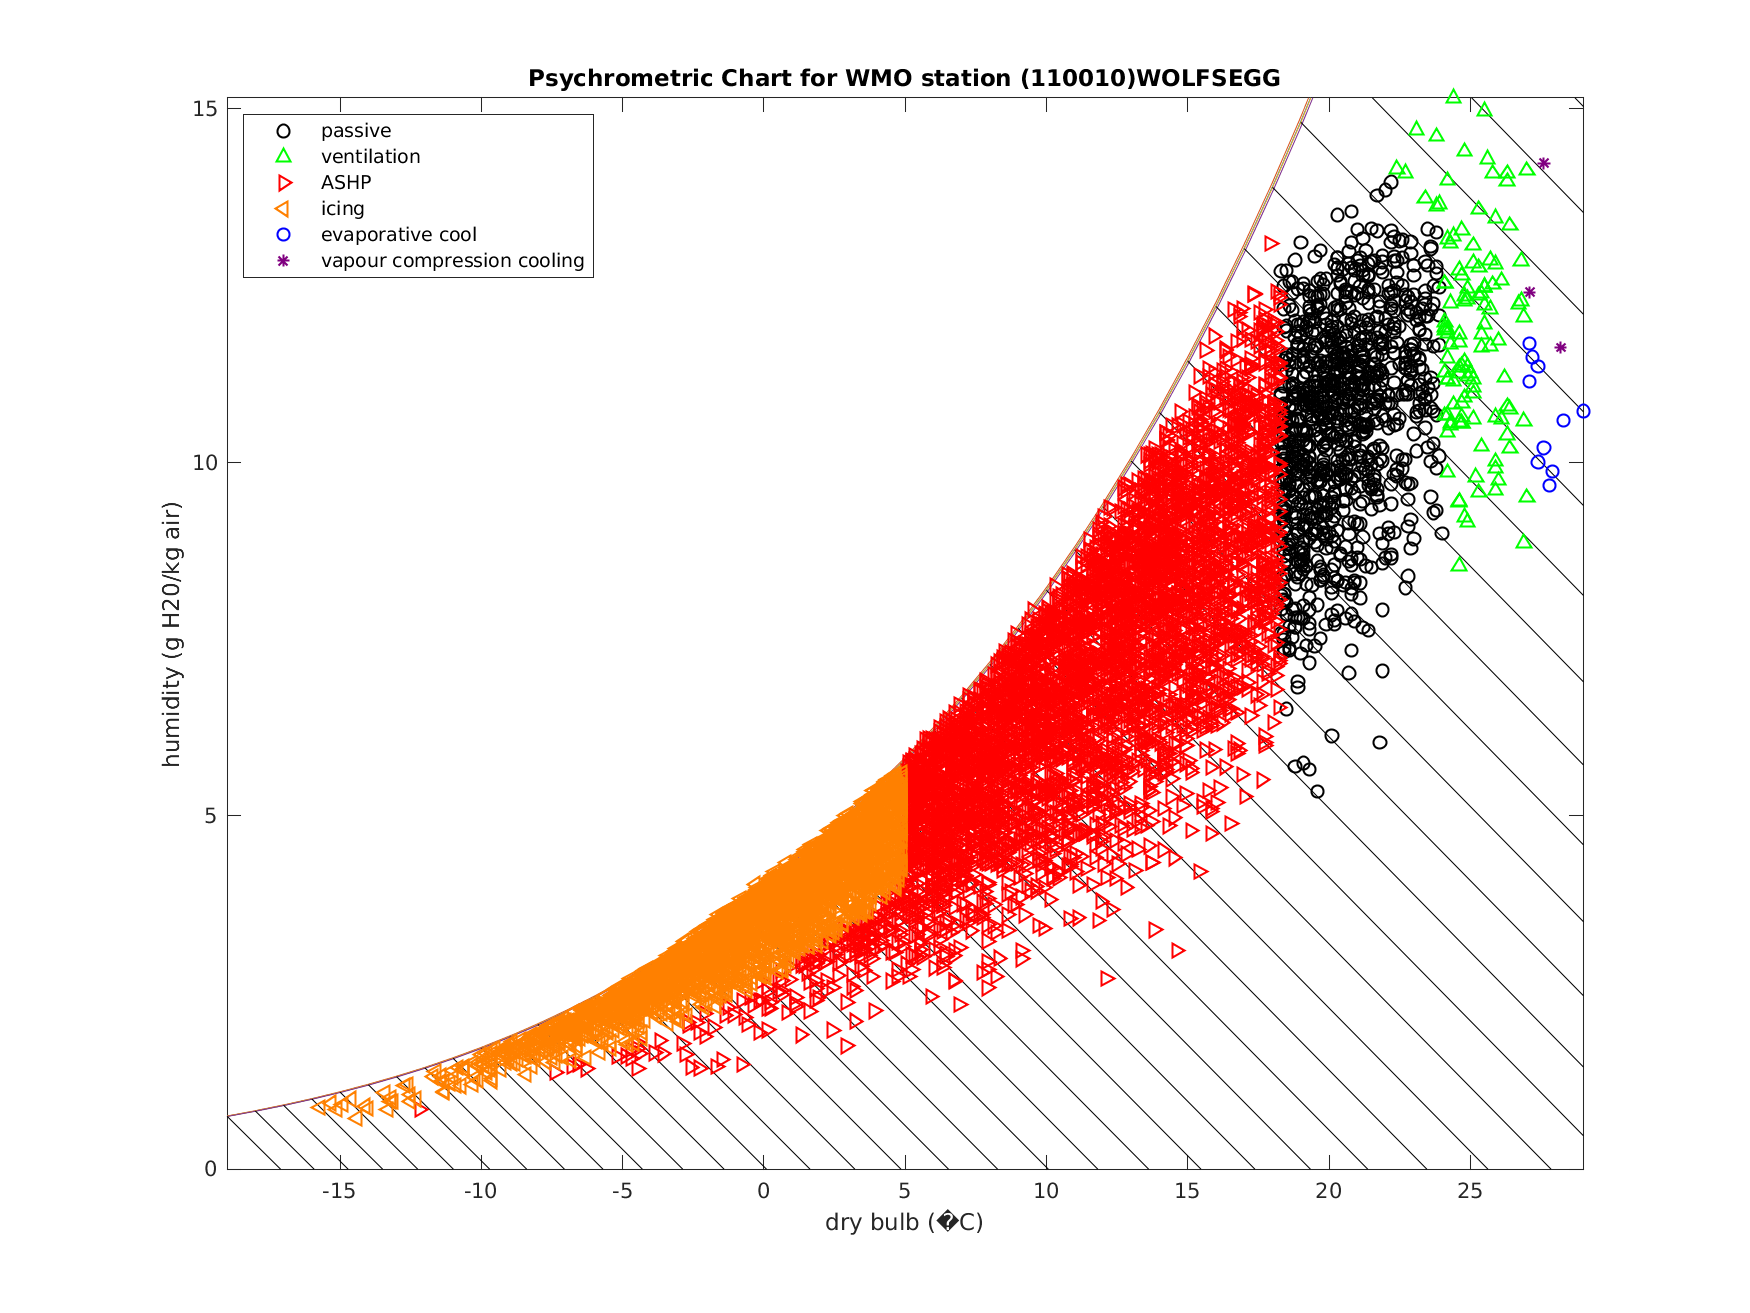 Psychrometric Chart for WMO station (110010)WOLFSEGG
15
passive
ventilation
ASHP
icing
evaporative cool
vapour compression cooling
10
humidity (g H20/kg air)
5
0
-15 -10 -5 0 5 10 15 20 25
dry bulb (�C)